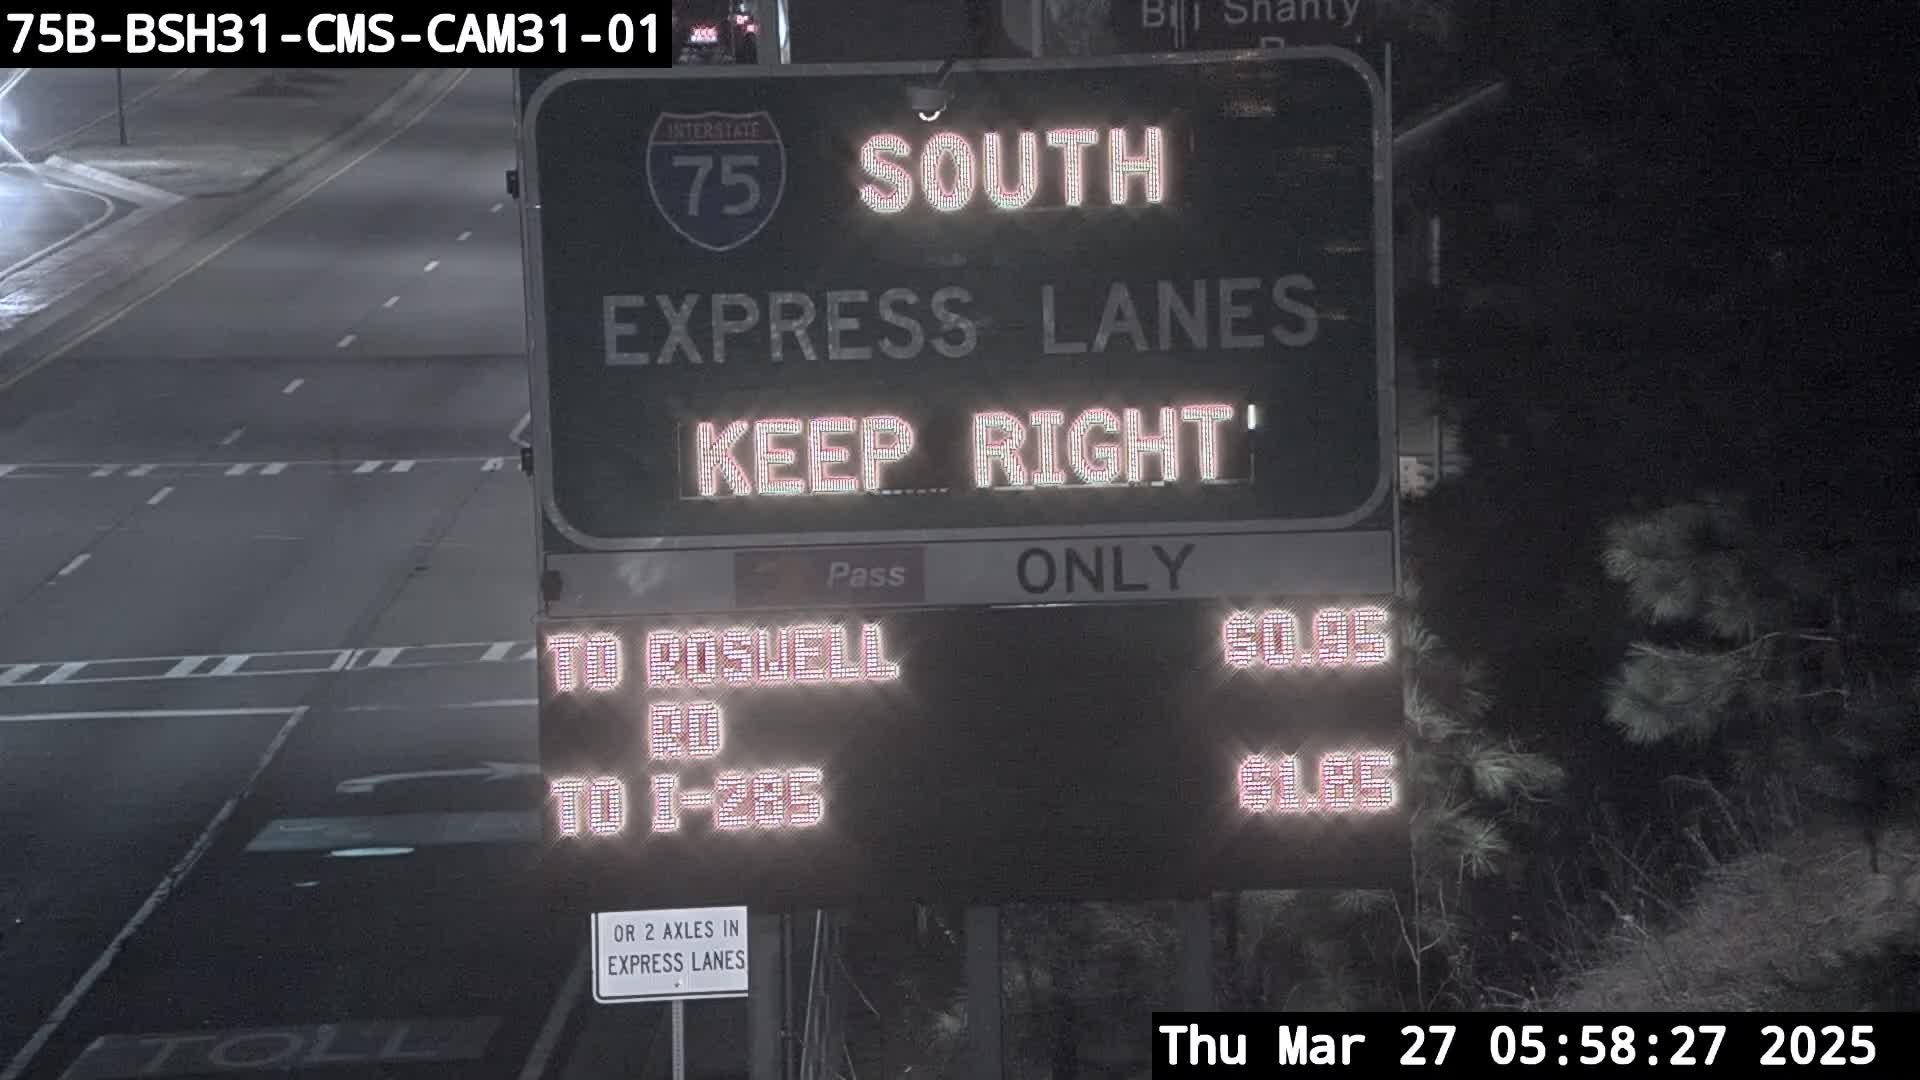 75B-BSH31-CMS-CAM31-01
Shanty
INTERSTATE
75
SOUTH
EXPRESS LANES
KEEP RIGHT
Pass ONLY
TO ROSWELL $0.95
RD
TO I-285 $1.85
OR 2 AXLES IN
EXPRESS LANES
TOLL
Thu Mar 27 05:58:27 2025